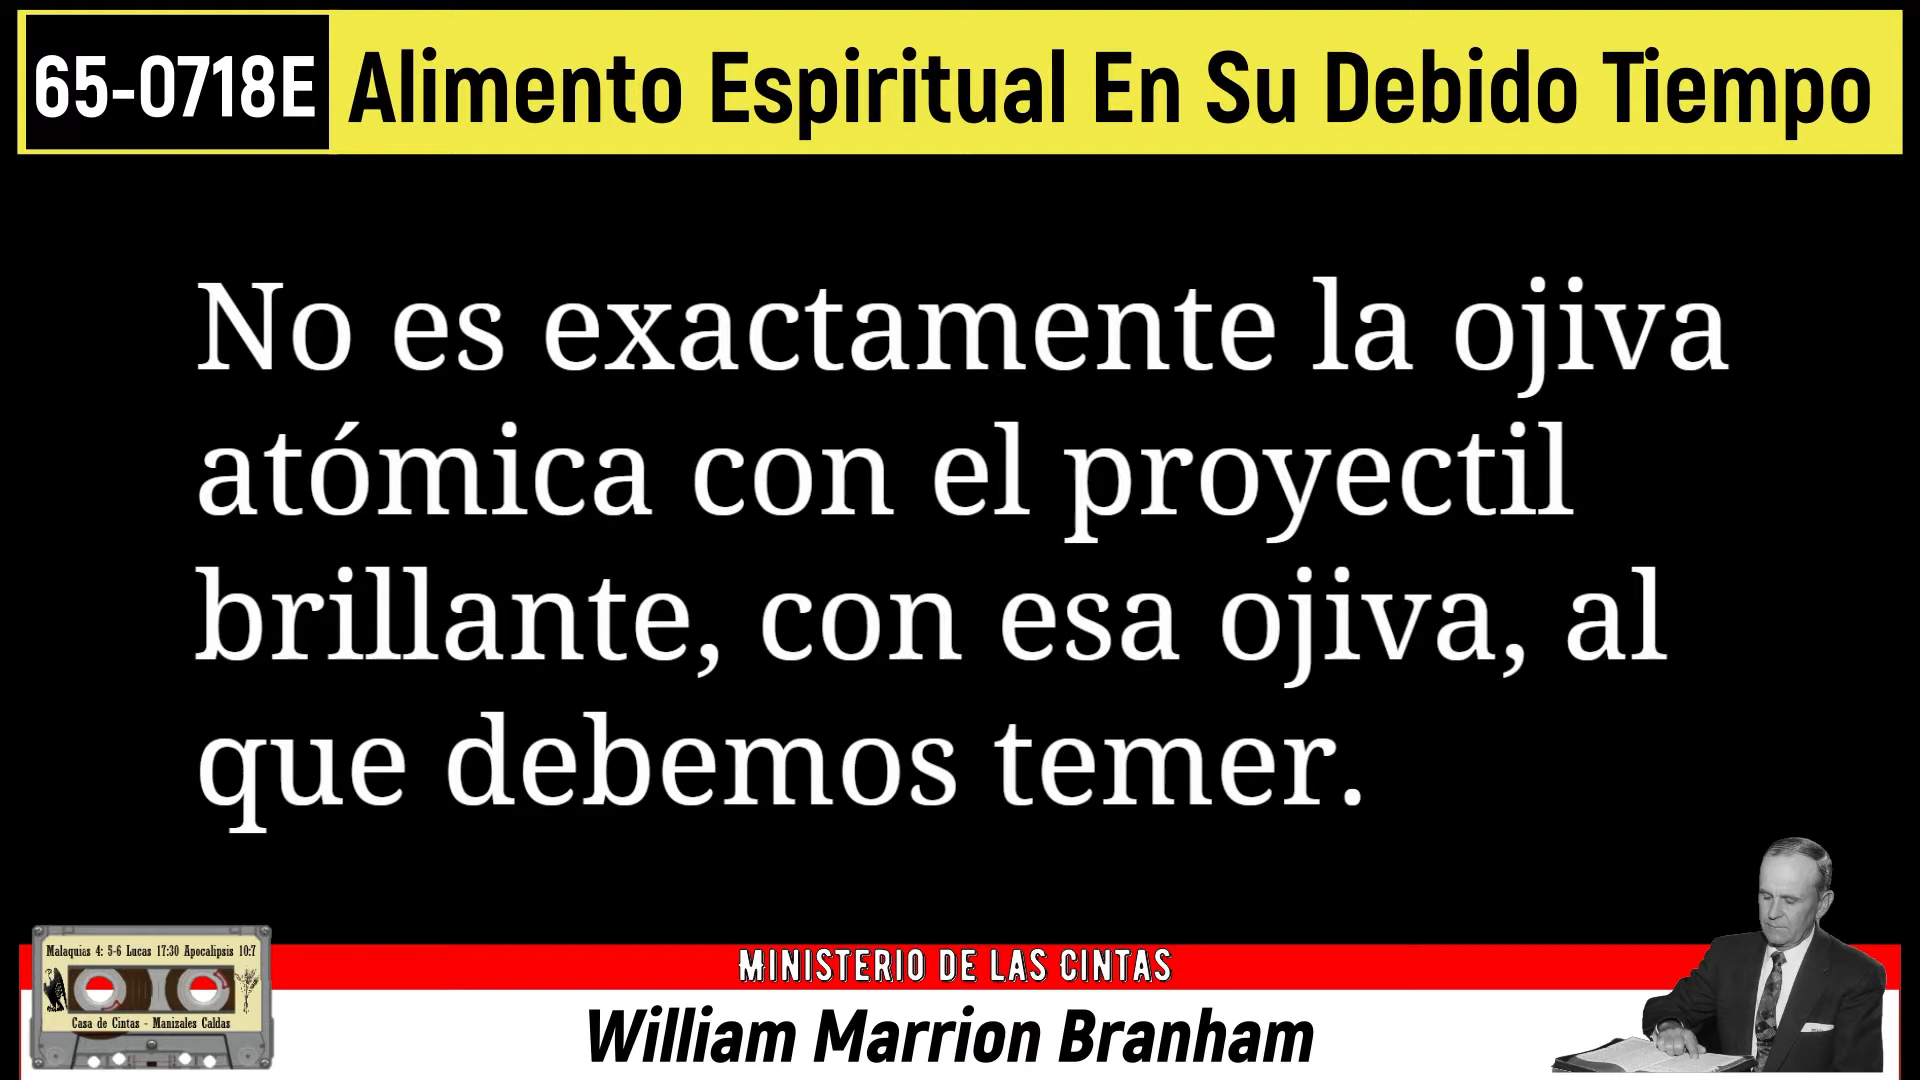 65-0718E Alimento Espiritual En Su Debido Tiempo
No es exactamente la ojiva
atómica con el proyectil
brillante, con esa ojiva, al
que debemos temer.
Malaquias 4: 5-6 Lucas 17:30 Apocalipsis 10:7
Casa de Cintas - Manizales Caldas
MINISTERIO DE LAS CINTAS
William Marrion Branham